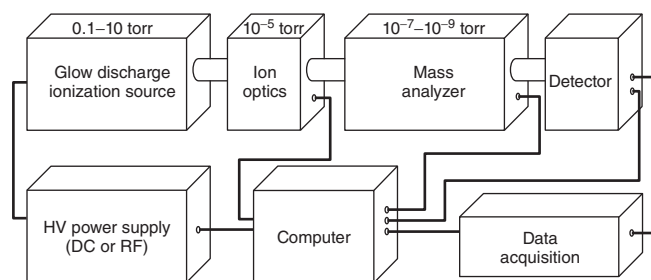 0.1–10 torr
10⁻⁵ torr
10⁻⁷–10⁻⁹ torr
Glow discharge
ionization source
Ion
optics
Mass
analyzer
Detector
HV power supply
(DC or RF)
Computer
Data
acquisition